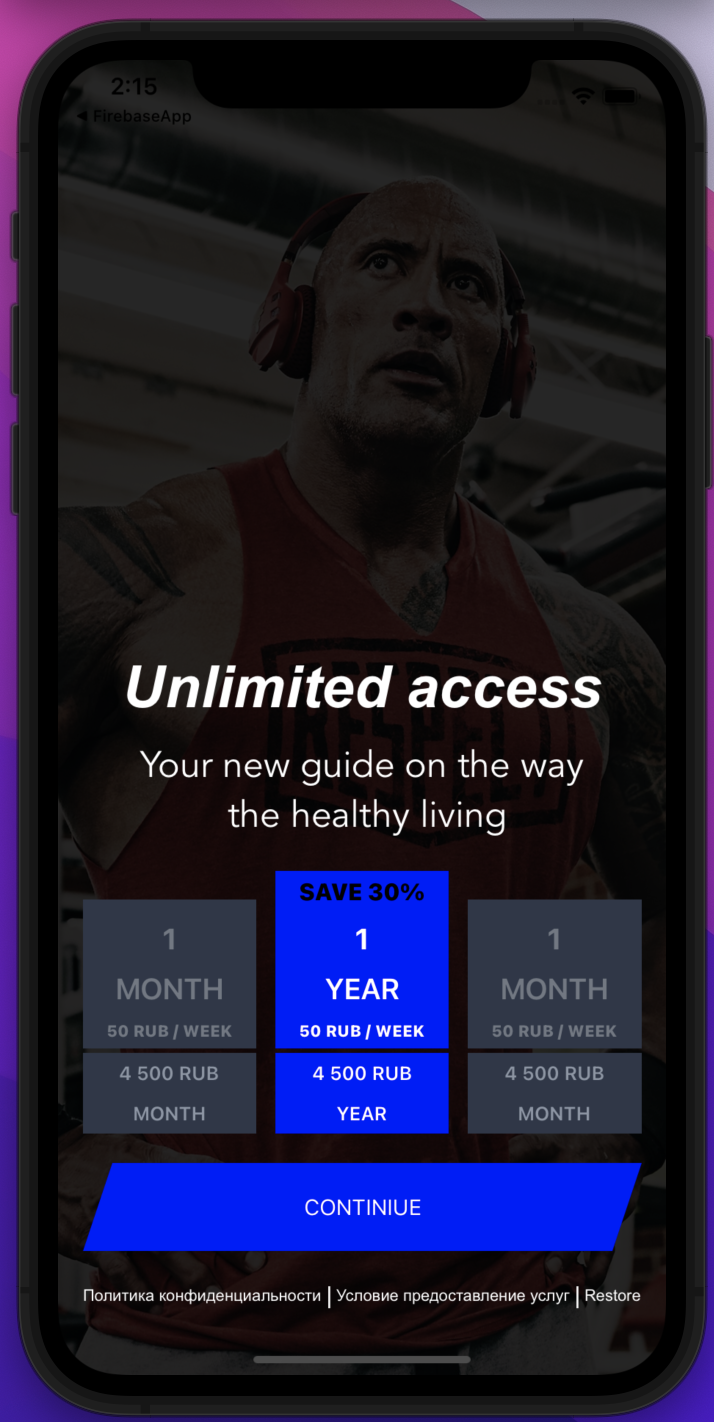 2:15
◀ FirebaseApp
RESPECT
Unlimited access
Your new guide on the way
the healthy living
SAVE 30%
1
MONTH
50 RUB / WEEK
4 500 RUB
MONTH
1
YEAR
50 RUB / WEEK
4 500 RUB
YEAR
1
MONTH
50 RUB / WEEK
4 500 RUB
MONTH
CONTINIUE
Политика конфиденциальности | Условие предоставление услуг | Restore